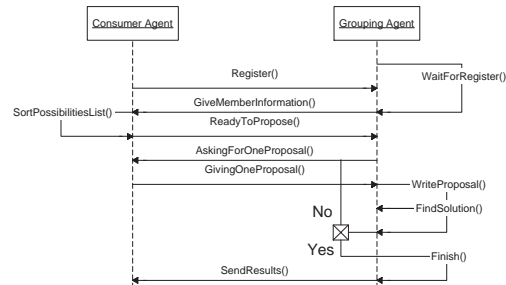 Consumer Agent
Grouping Agent
Register()
WaitForRegister()
GiveMemberInformation()
SortPossibilitiesList()
ReadyToPropose()
AskingForOneProposal()
GivingOneProposal()
WriteProposal()
No
FindSolution()
Yes
Finish()
SendResults()